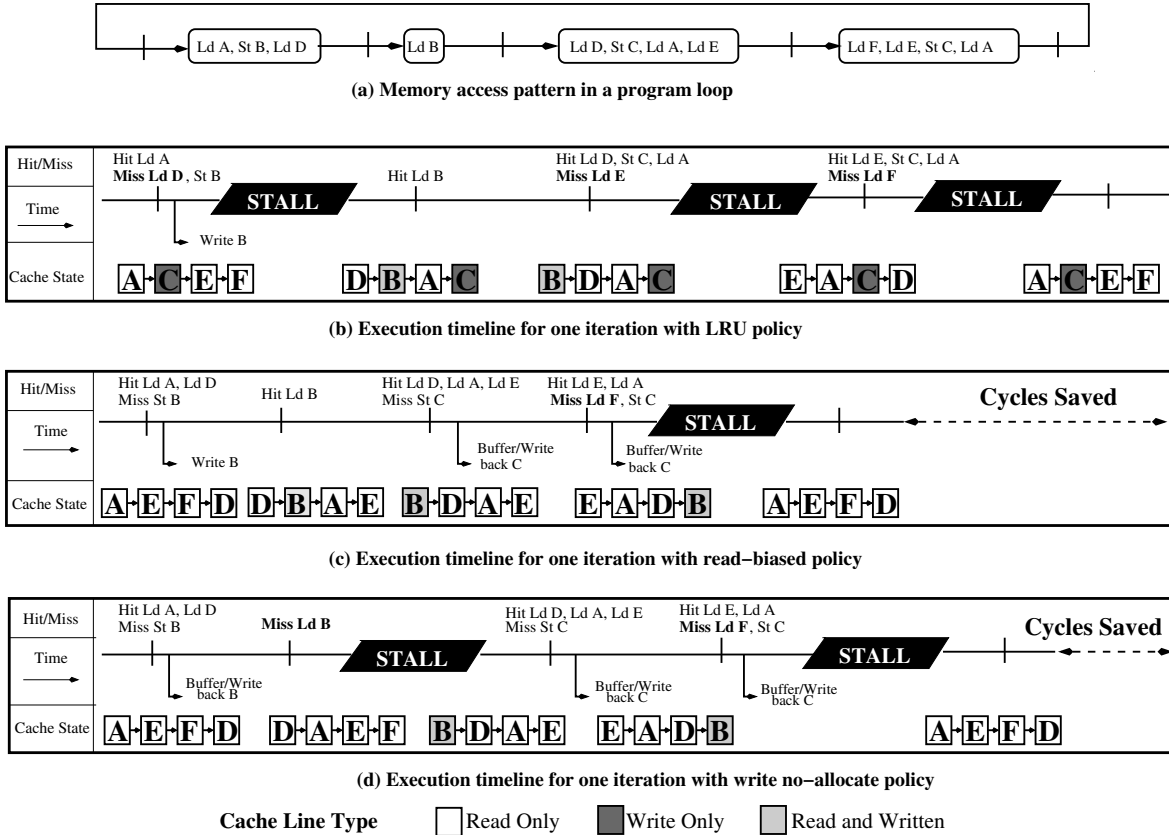 Ld A, St B, Ld D
Ld B
Ld D, St C, Ld A, Ld E
Ld F, Ld E, St C, Ld A
(a) Memory access pattern in a program loop
Hit/Miss
Hit Ld A
Miss Ld D , St B
Hit Ld B
Hit Ld D, St C, Ld A
Miss Ld E
Hit Ld E, St C, Ld A
Miss Ld F
Time
STALL
STALL
STALL
Write B
Cache State
A C E F
D B A C
B D A C
E A C D
A C E F
(b) Execution timeline for one iteration with LRU policy
Hit/Miss
Hit Ld A, Ld D
Miss St B
Hit Ld B
Hit Ld D, Ld A, Ld E
Miss St C
Hit Ld E, Ld A
Miss Ld F , St C
Cycles Saved
Time
STALL
Write B
Buffer/Write
back C
Buffer/Write
back C
Cache State
A E F D
D B A E
B D A E
E A D B
A E F D
(c) Execution timeline for one iteration with read−biased policy
Hit/Miss
Hit Ld A, Ld D
Miss St B
Miss Ld B
Hit Ld D, Ld A, Ld E
Miss St C
Hit Ld E, Ld A
Miss Ld F , St C
Cycles Saved
Time
STALL
STALL
Buffer/Write
back B
Buffer/Write
back C
Buffer/Write
back C
Cache State
A E F D
D A E F
B D A E
E A D B
A E F D
(d) Execution timeline for one iteration with write no−allocate policy
Cache Line Type
Read Only
Write Only
Read and Written